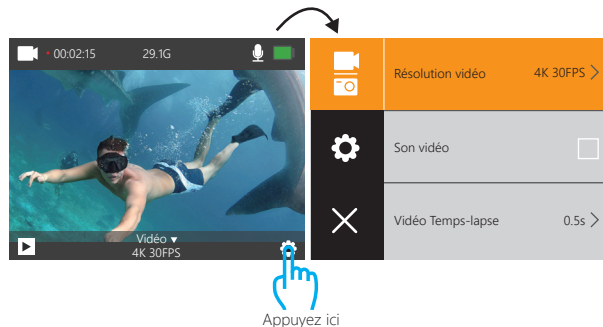 00:02:15 29.1G
Vidéo ▾
4K 30FPS
Appuyez ici
Résolution vidéo 4K 30FPS >
Son vidéo
Vidéo Temps-lapse 0.5s >